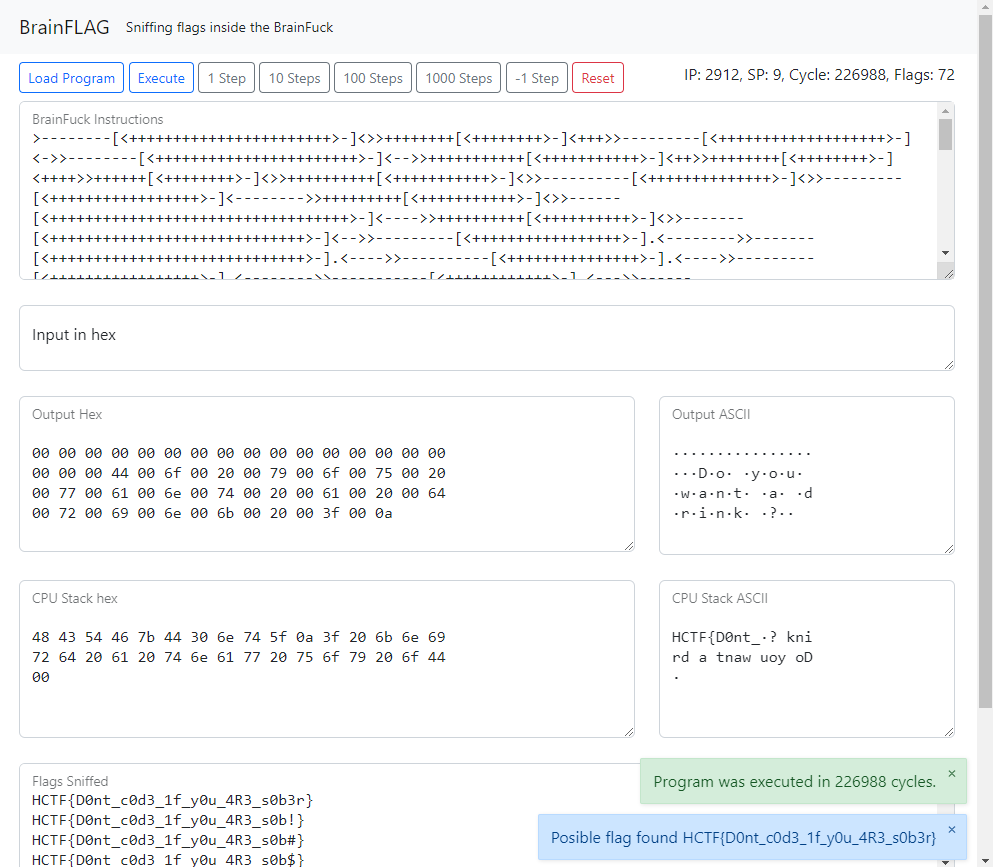 BrainFLAG Sniffing flags inside the BrainFuck
Load Program Execute 1 Step 10 Steps 100 Steps 1000 Steps -1 Step Reset IP: 2912, SP: 9, Cycle: 226988, Flags: 72
BrainFuck Instructions
>--------[<+++++++++++++++++++++++>-]<>>++++++++[<++++++++>-]<+++>>---------[<+++++++++++++++++++>-]
<->>--------[<+++++++++++++++++++++++>-]<-->>+++++++++++[<+++++++++++>-]<++>>++++++++[<++++++++>-]
<++++>>++++++[<++++++++>-]<>>++++++++++[<+++++++++++>-]<>>----------[<++++++++++++++>-]<>>---------
[<+++++++++++++++++>-]<-------->>+++++++++[<+++++++++++>-]<>>------
[<++++++++++++++++++++++++++++++++++>-]<---->>++++++++++[<++++++++++>-]<>>-------
[<+++++++++++++++++++++++++++++>-]<-->>---------[<+++++++++++++++++>-].<-------->>-------
[<+++++++++++++++++++++++++++++>-].<---->>----------[<+++++++++++++++>-].<---->>---------
Input in hex
Output Hex
00 00 00 00 00 00 00 00 00 00 00 00 00 00 00 00
00 00 00 44 00 6f 00 20 00 79 00 6f 00 75 00 20
00 77 00 61 00 6e 00 74 00 20 00 61 00 20 00 64
00 72 00 69 00 6e 00 6b 00 20 00 3f 00 0a
Output ASCII
················
···D·o· ·y·o·u· 
·w·a·n·t· ·a· ·d
·r·i·n·k· ·?··
CPU Stack hex
48 43 54 46 7b 44 30 6e 74 5f 0a 3f 20 6b 6e 69
72 64 20 61 20 74 6e 61 77 20 75 6f 79 20 6f 44
00
CPU Stack ASCII
HCTF{D0nt_·? kni
rd a tnaw uoy oD
·
Flags Sniffed
HCTF{D0nt_c0d3_1f_y0u_4R3_s0b3r}
HCTF{D0nt_c0d3_1f_y0u_4R3_s0b!}
HCTF{D0nt_c0d3_1f_y0u_4R3_s0b#}
HCTF{D0nt_c0d3_1f_y0u_4R3_s0b$}
Program was executed in 226988 cycles. ×
Posible flag found HCTF{D0nt_c0d3_1f_y0u_4R3_s0b3r} ×